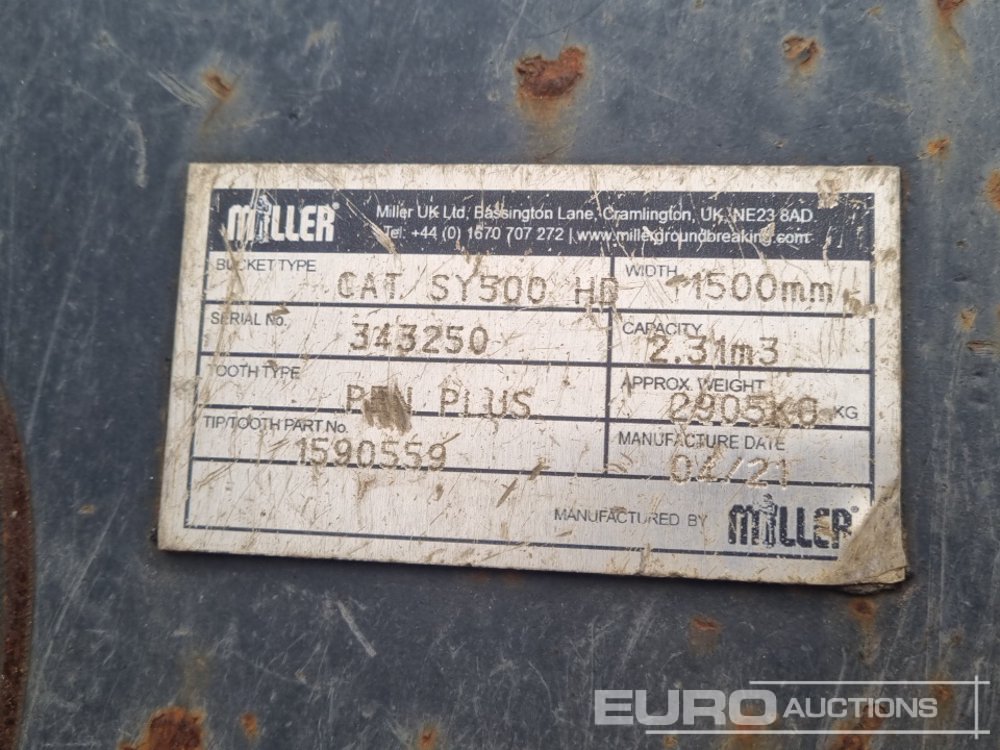 MILLER®
Miller UK Ltd, Bassington Lane, Cramlington, UK, NE23 8AD.
Tel: +44 (0) 1670 707 272 | www.millergroundbreaking.com
BUCKET TYPE CAT SY500 HD
WIDTH 1500mm
SERIAL No. 343250
CAPACITY 2.31m3
TOOTH TYPE PLUS
APPROX. WEIGHT 2905KG KG
TIP/TOOTH PART No. 1590559
MANUFACTURE DATE 04/21
MANUFACTURED BY MILLER®
EURO AUCTIONS